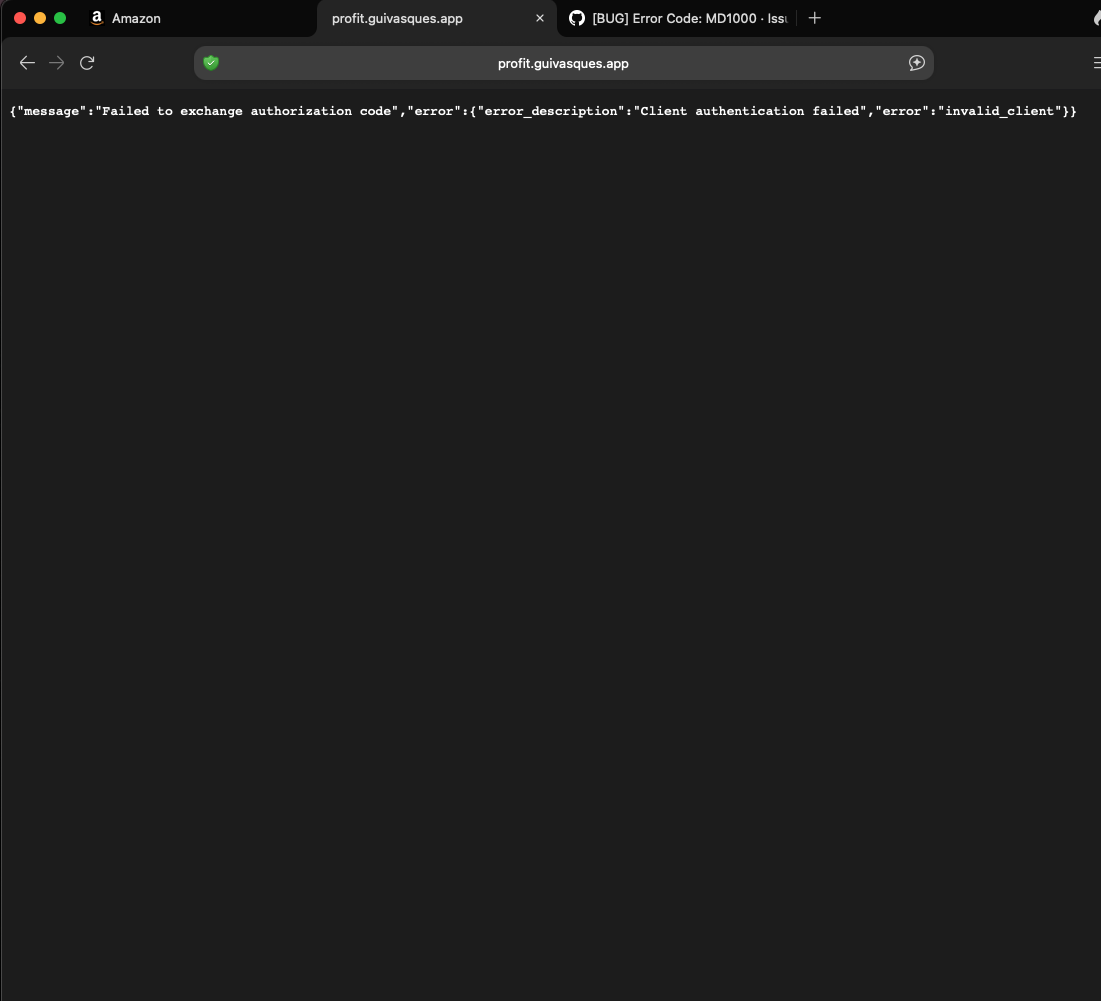 Amazon
profit.guivasques.app
[BUG] Error Code: MD1000 · Issu
profit.guivasques.app
{"message":"Failed to exchange authorization code","error":{"error_description":"Client authentication failed","error":"invalid_client"}}